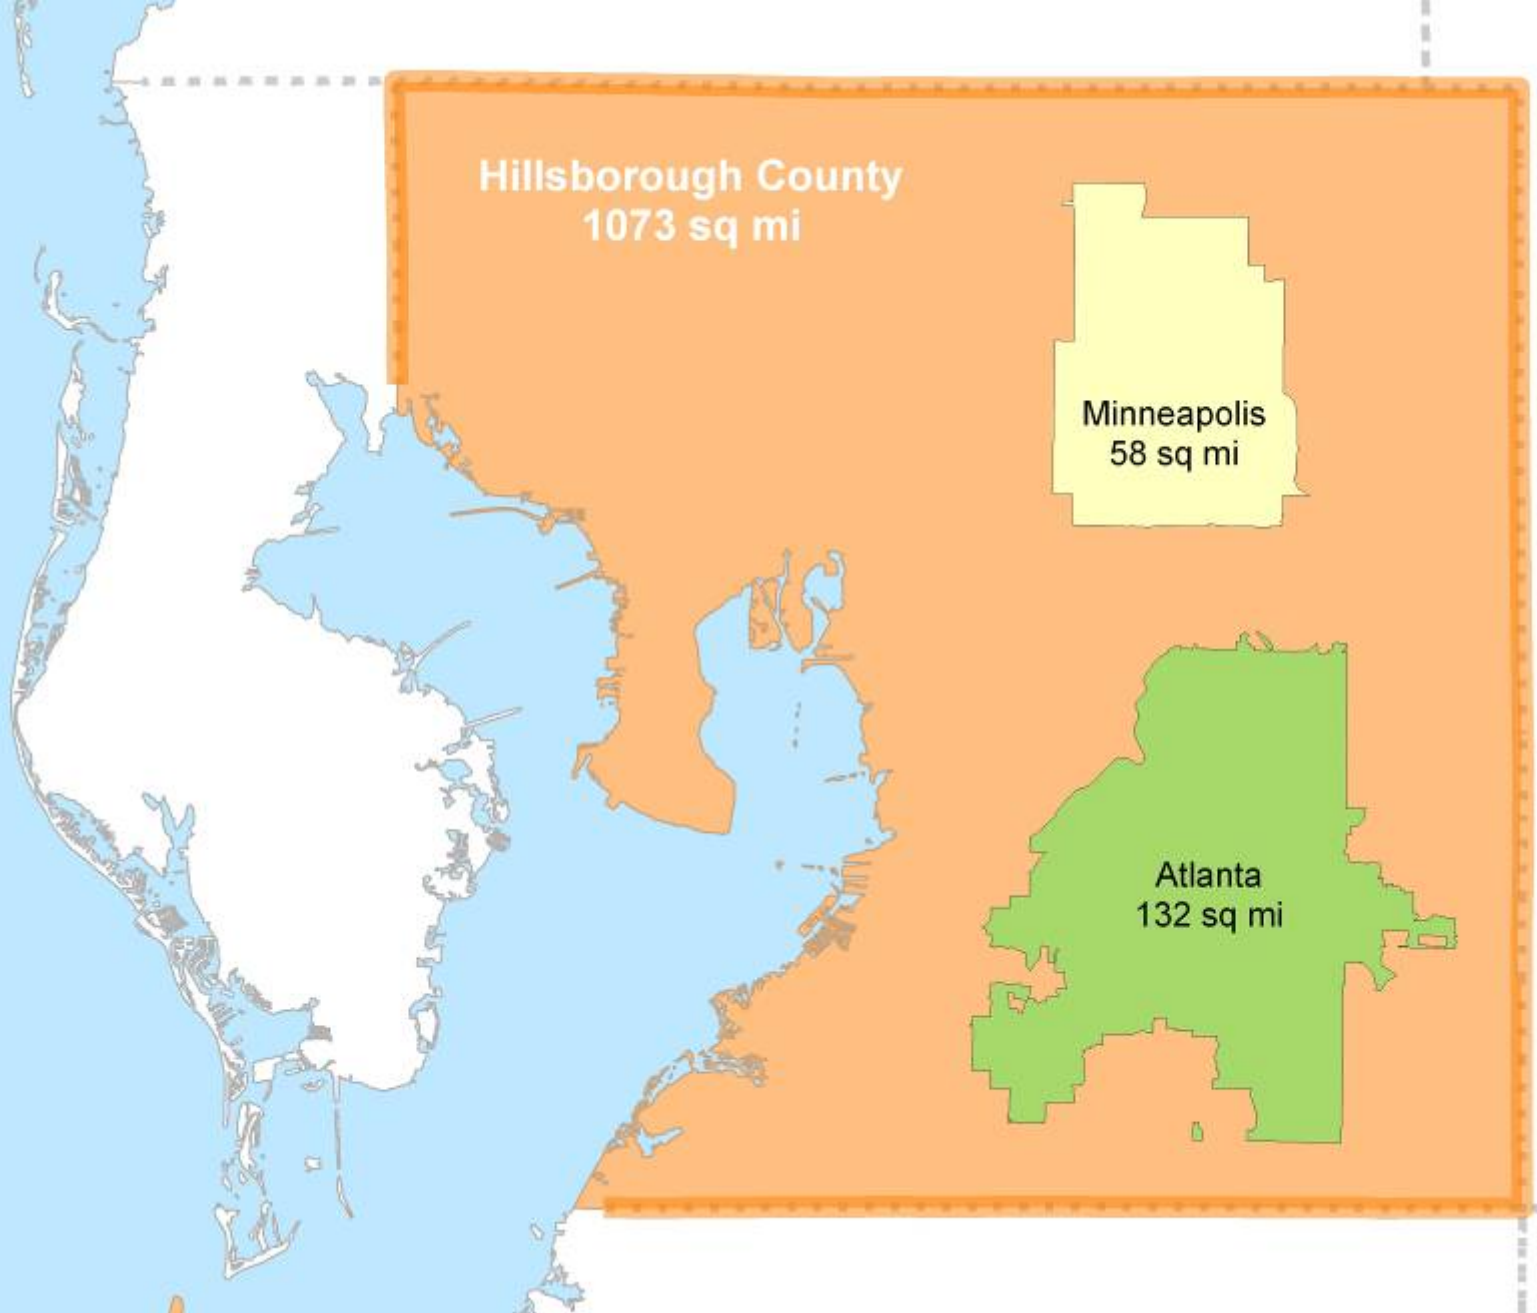 Hillsborough County
1073 sq mi
Minneapolis
58 sq mi
Atlanta
132 sq mi